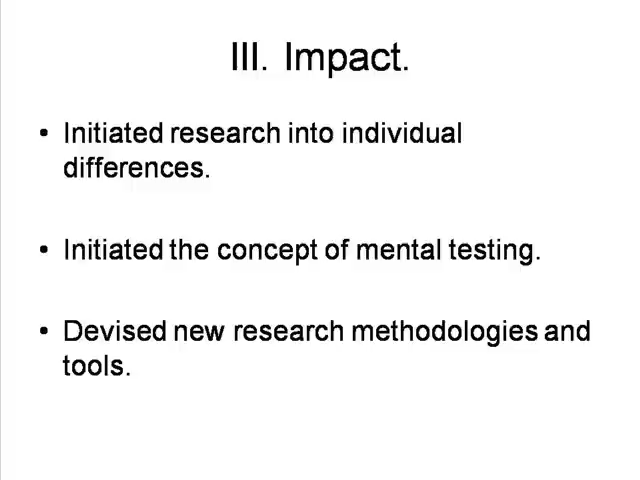 III. Impact.
• Initiated research into individual
differences.
• Initiated the concept of mental testing.
• Devised new research methodologies and
tools.